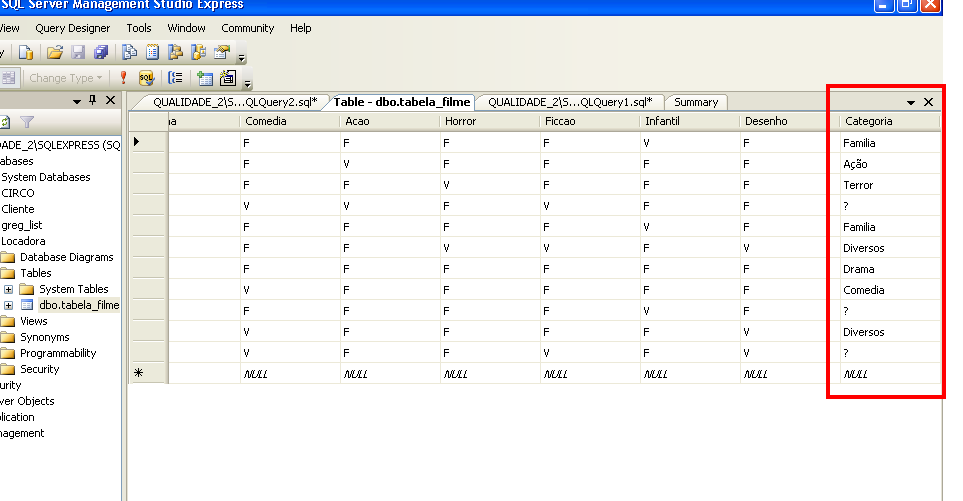 SQL Server Management Studio Express
View Query Designer Tools Window Community Help
Change Type
SQL
QUALIDADE_2\S...QLQuery2.sql* Table - dbo.tabela_filme QUALIDADE_2\S...QLQuery1.sql* Summary
na Comedia Acao Horror Ficcao Infantil Desenho Categoria
F F F F V F Familia
F V F F F F Ação
F F V F F F Terror
V V F V F F ?
F F F F V F Familia
F F V V F V Diversos
F F F F F F Drama
V F F F F F Comedia
F F F F V F ?
V F F F F V Diversos
V F F V F V ?
NULL NULL NULL NULL NULL NULL NULL
DADE_2\SQLEXPRESS (SQ
abases
System Databases
CIRCO
Cliente
greg_list
Locadora
Database Diagrams
Tables
System Tables
dbo.tabela_filme
Views
Synonyms
Programmability
Security
urity
ver Objects
lication
nagement